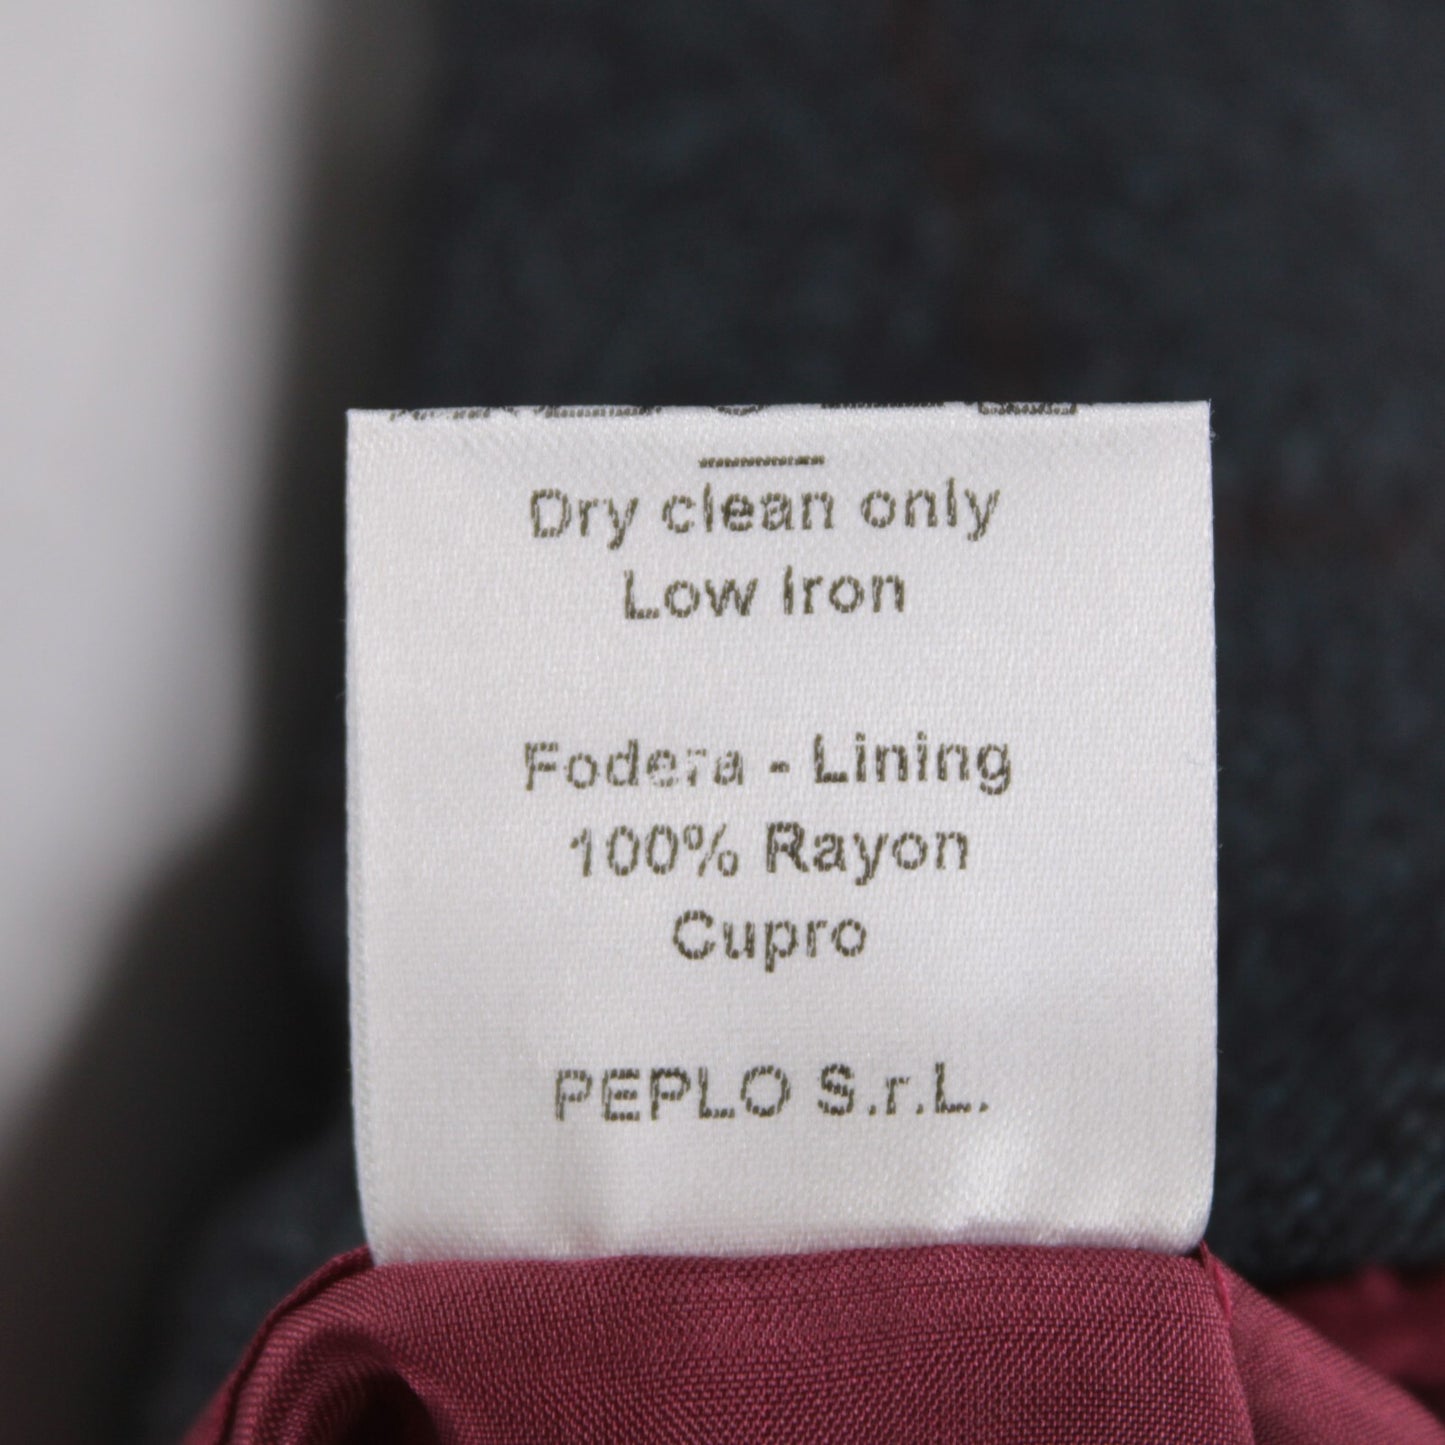 Dry clean only
Low Iron
Fodera - Lining
100% Rayon
Cupro
PEPLO S.r.L.